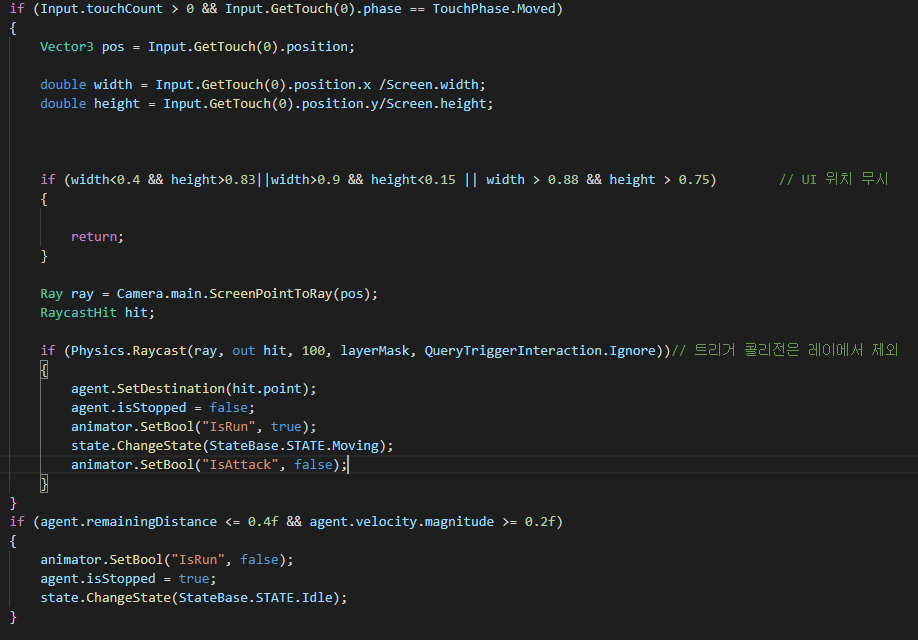 if (Input.touchCount > 0 && Input.GetTouch(0).phase == TouchPhase.Moved)
{
Vector3 pos = Input.GetTouch(0).position;
double width = Input.GetTouch(0).position.x /Screen.width;
double height = Input.GetTouch(0).position.y/Screen.height;
if (width<0.4 && height>0.83||width>0.9 && height<0.15 || width > 0.88 && height > 0.75) // UI 위치 무시
{
return;
}
Ray ray = Camera.main.ScreenPointToRay(pos);
RaycastHit hit;
if (Physics.Raycast(ray, out hit, 100, layerMask, QueryTriggerInteraction.Ignore))// 트리거 콜리전은 레이에서 제외
{
agent.SetDestination(hit.point);
agent.isStopped = false;
animator.SetBool("IsRun", true);
state.ChangeState(StateBase.STATE.Moving);
animator.SetBool("IsAttack", false);
}
}
if (agent.remainingDistance <= 0.4f && agent.velocity.magnitude >= 0.2f)
{
animator.SetBool("IsRun", false);
agent.isStopped = true;
state.ChangeState(StateBase.STATE.Idle);
}